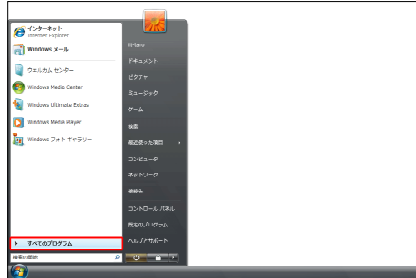 インターネット
Internet Explorer
Windows メール
ウェルカム センター
Windows Media Center
Windows Ultimate Extras
Windows Media Player
Windows フォト ギャラリー
すべてのプログラム
ドキュメント
ピクチャ
ミュージック
ゲーム
検索
最近使った項目
コンピュータ
ネットワーク
接続先
コントロール パネル
既定のプログラム
ヘルプとサポート